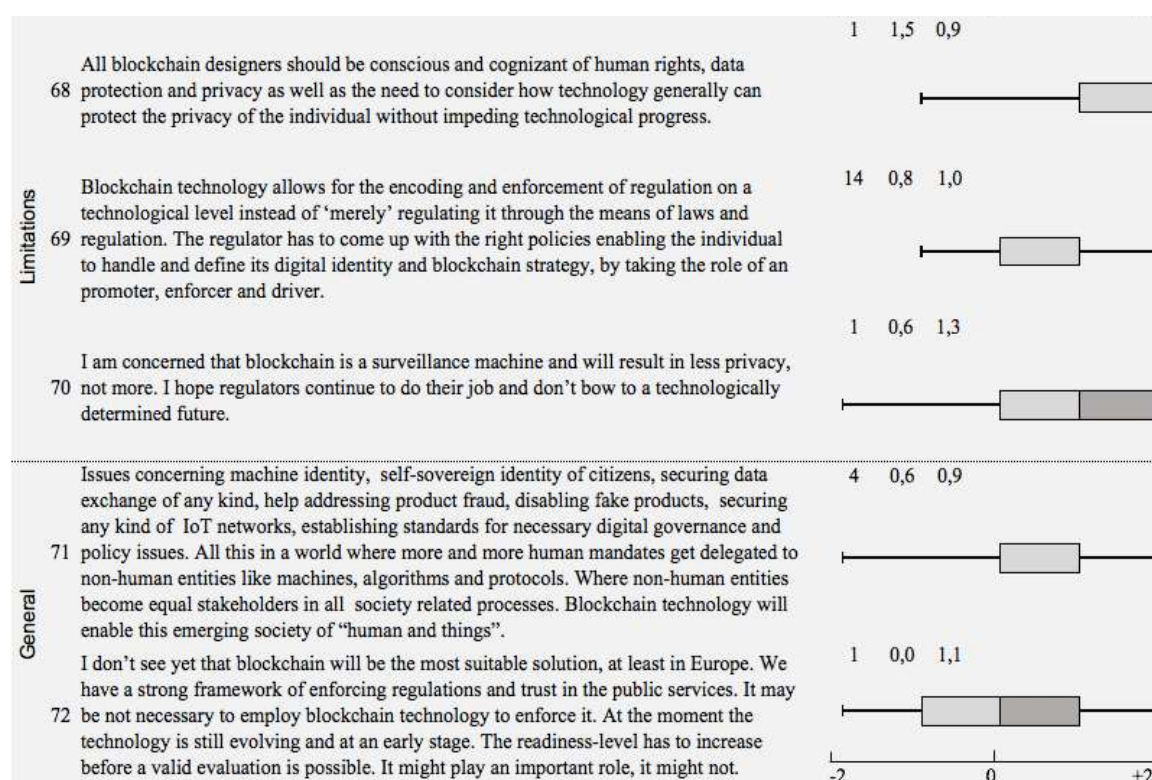 1 1,5 0,9
All blockchain designers should be conscious and cognizant of human rights, data
68 protection and privacy as well as the need to consider how technology generally can
protect the privacy of the individual without impeding technological progress.
Limitations
14 0,8 1,0
Blockchain technology allows for the encoding and enforcement of regulation on a
technological level instead of ‘merely’ regulating it through the means of laws and
69 regulation. The regulator has to come up with the right policies enabling the individual
to handle and define its digital identity and blockchain strategy, by taking the role of an
promoter, enforcer and driver.
1 0,6 1,3
I am concerned that blockchain is a surveillance machine and will result in less privacy,
70 not more. I hope regulators continue to do their job and don’t bow to a technologically
determined future.
General
4 0,6 0,9
Issues concerning machine identity, self-sovereign identity of citizens, securing data
exchange of any kind, help addressing product fraud, disabling fake products, securing
any kind of IoT networks, establishing standards for necessary digital governance and
71 policy issues. All this in a world where more and more human mandates get delegated to
non-human entities like machines, algorithms and protocols. Where non-human entities
become equal stakeholders in all society related processes. Blockchain technology will
enable this emerging society of “human and things”.
1 0,0 1,1
I don’t see yet that blockchain will be the most suitable solution, at least in Europe. We
have a strong framework of enforcing regulations and trust in the public services. It may
72 be not necessary to employ blockchain technology to enforce it. At the moment the
technology is still evolving and at an early stage. The readiness-level has to increase
before a valid evaluation is possible. It might play an important role, it might not.
-2 0 +2